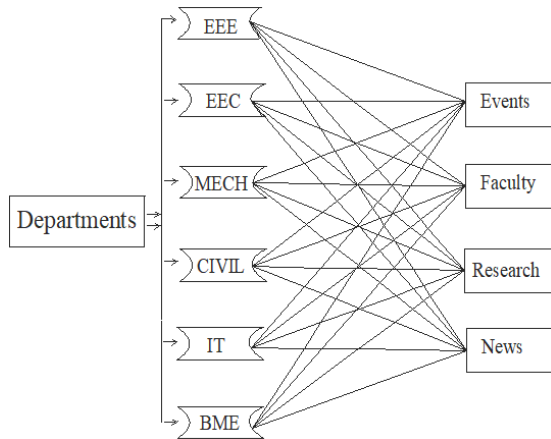 Departments
EEE
EEC
MECH
CIVIL
IT
BME
Events
Faculty
Research
News